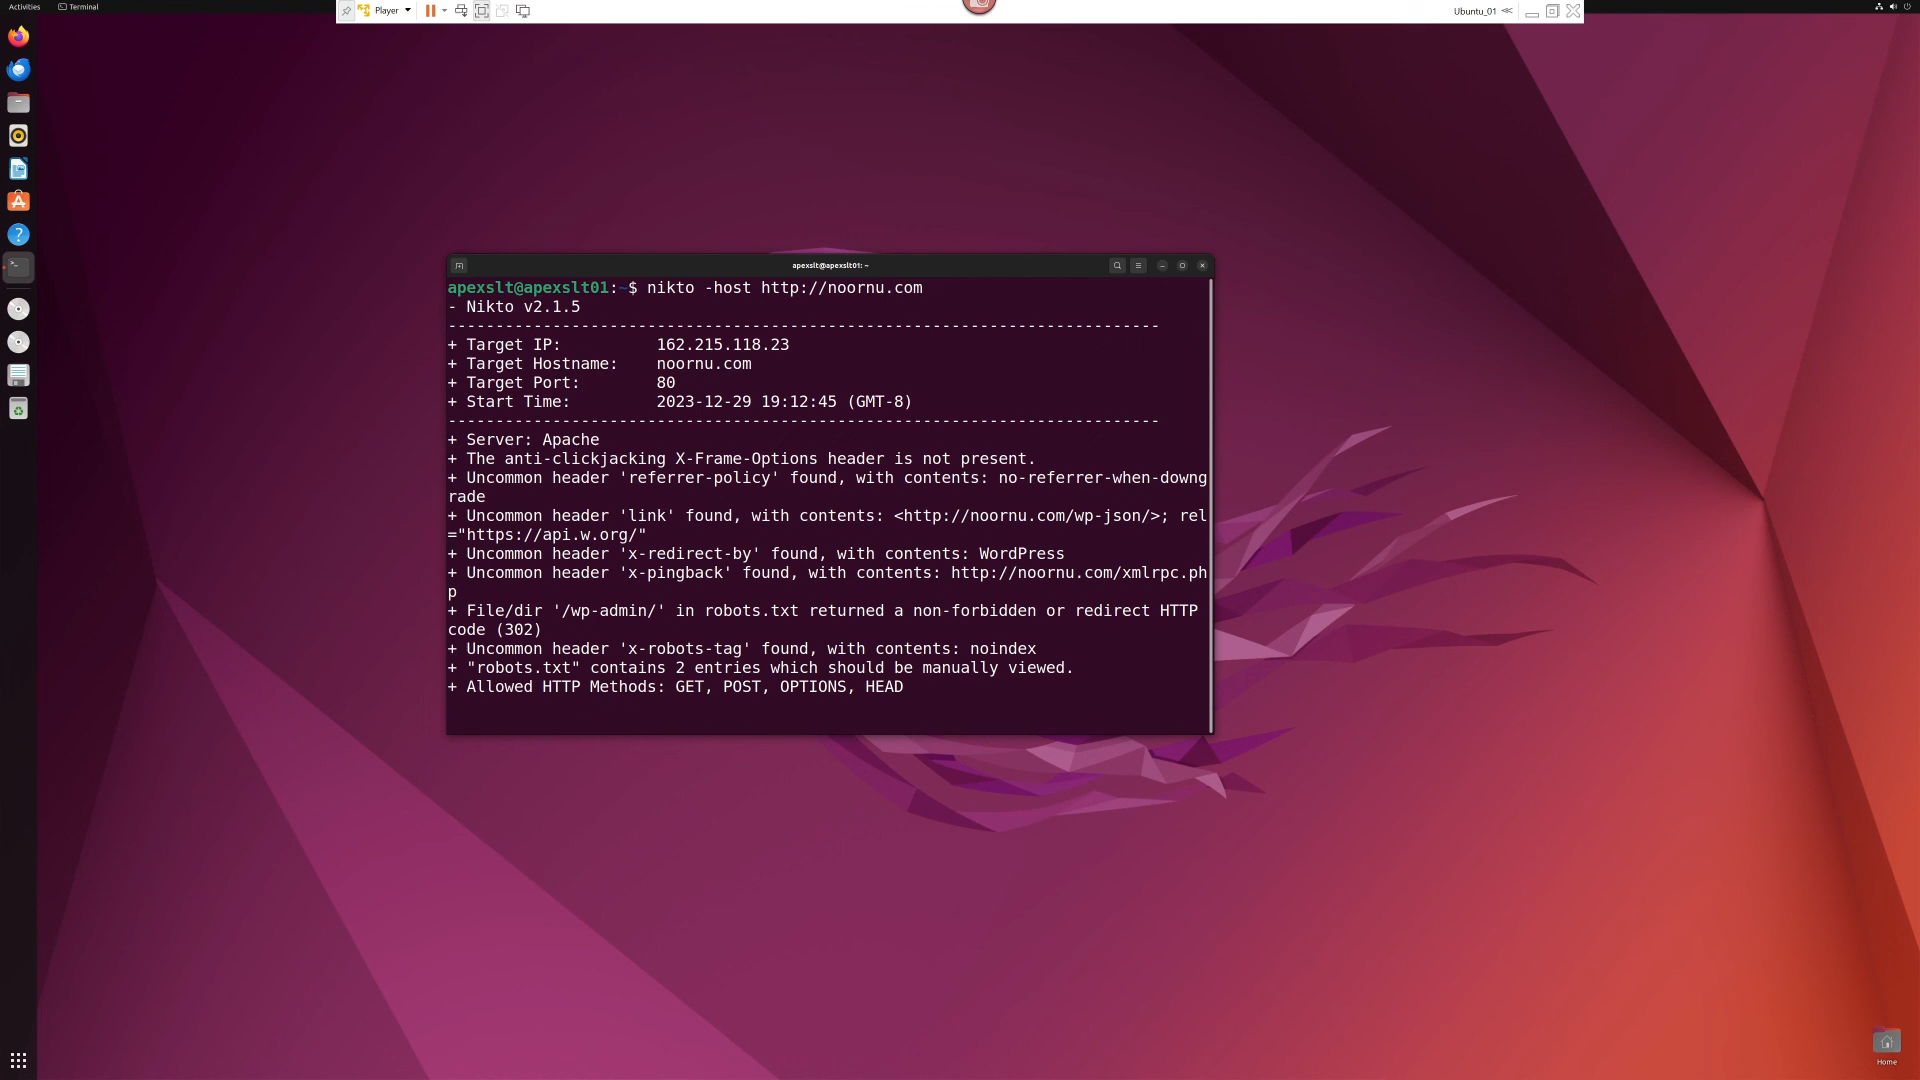 Activities Terminal
Player
Ubuntu_01
apexslt@apexslt01: ~
apexslt@apexslt01:~$ nikto -host http://noornu.com
- Nikto v2.1.5
---------------------------------------------------------------------------
+ Target IP:          162.215.118.23
+ Target Hostname:    noornu.com
+ Target Port:        80
+ Start Time:         2023-12-29 19:12:45 (GMT-8)
---------------------------------------------------------------------------
+ Server: Apache
+ The anti-clickjacking X-Frame-Options header is not present.
+ Uncommon header 'referrer-policy' found, with contents: no-referrer-when-downg
rade
+ Uncommon header 'link' found, with contents: <http://noornu.com/wp-json/>; rel
="https://api.w.org/"
+ Uncommon header 'x-redirect-by' found, with contents: WordPress
+ Uncommon header 'x-pingback' found, with contents: http://noornu.com/xmlrpc.ph
p
+ File/dir '/wp-admin/' in robots.txt returned a non-forbidden or redirect HTTP
code (302)
+ Uncommon header 'x-robots-tag' found, with contents: noindex
+ "robots.txt" contains 2 entries which should be manually viewed.
+ Allowed HTTP Methods: GET, POST, OPTIONS, HEAD
Home